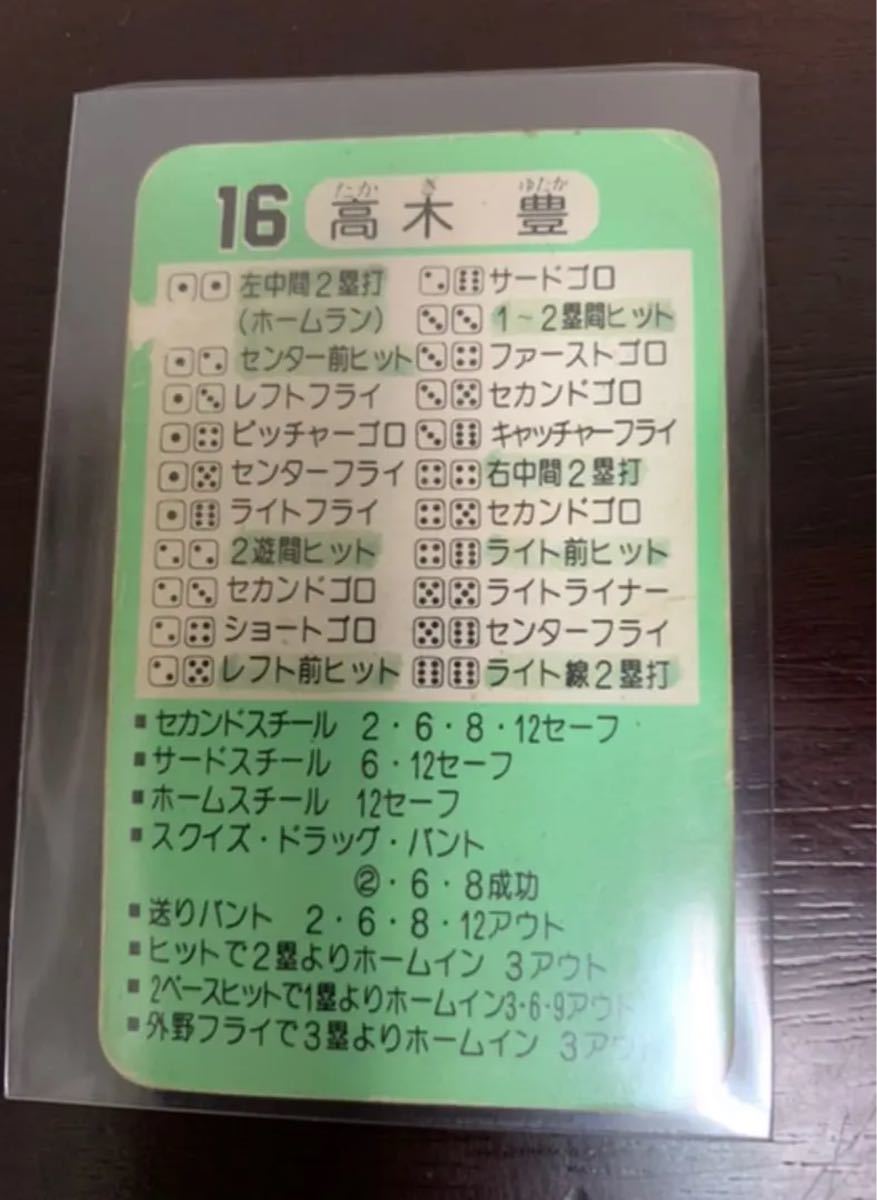 たか ぎ ゆたか
16 高木 豊
左中間2塁打
(ホームラン)
センター前ヒット
レフトフライ
ピッチャーゴロ
センターフライ
ライトフライ
2遊間ヒット
セカンドゴロ
ショートゴロ
レフト前ヒット
サードゴロ
1~2塁間ヒット
ファーストゴロ
セカンドゴロ
キャッチャーフライ
右中間2塁打
セカンドゴロ
ライト前ヒット
ライトライナー
センターフライ
ライト線2塁打
■セカンドスチール 2・6・8・12セーフ
■サードスチール 6・12セーフ
■ホームスチール 12セーフ
■スクイズ・ドラッグ・バント
②・6・8成功
■送りバント 2・6・8・12アウト
■ヒットで2塁よりホームイン 3アウト
■2ベースヒットで1塁よりホームイン3・6・9アウト
■外野フライで3塁よりホームイン 3アウト